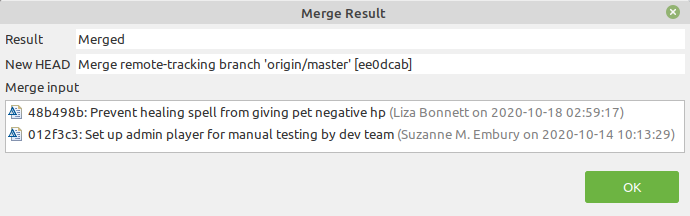 Merge Result
Result Merged
New HEAD Merge remote-tracking branch 'origin/master' [ee0dcab]
Merge input
48b498b: Prevent healing spell from giving pet negative hp (Liza Bonnett on 2020-10-18 02:59:17)
012f3c3: Set up admin player for manual testing by dev team (Suzanne M. Embury on 2020-10-14 10:13:29)
OK